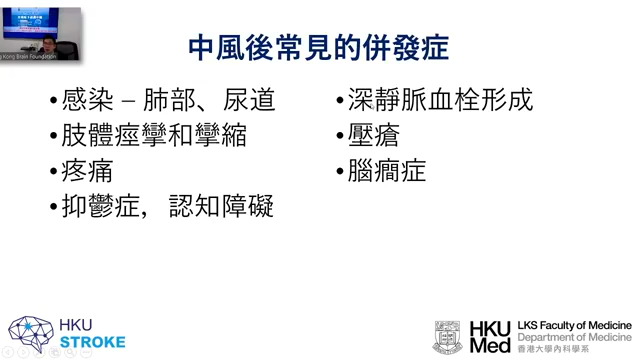 g Kong Brain Foundation
中風後常見的併發症
•感染 – 肺部、尿道
•肢體痙攣和攣縮
•疼痛
•抑鬱症，認知障礙
•深靜脈血栓形成
•壓瘡
•腦癇症
HKU
STROKE
HKU
Med
LKS Faculty of Medicine
Department of Medicine
香港大學內科學系